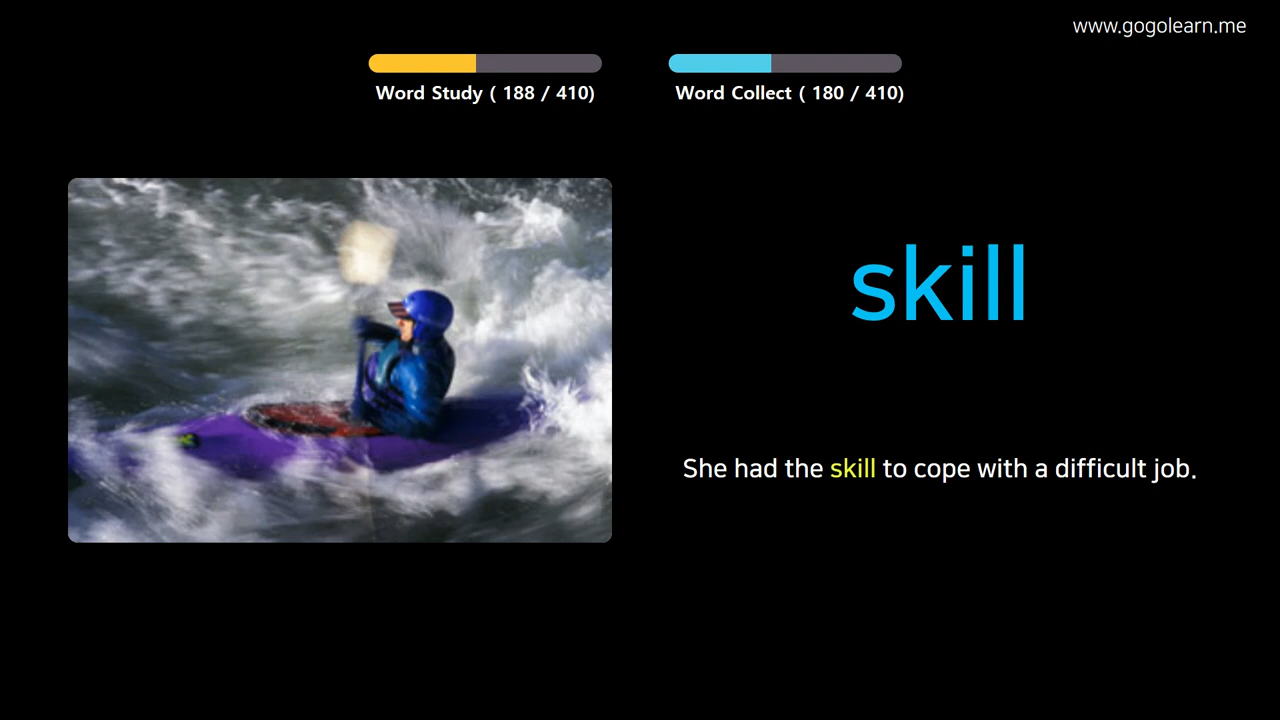 www.gogolearn.me
Word Study ( 188 / 410)
Word Collect ( 180 / 410)
skill
She had the skill to cope with a difficult job.